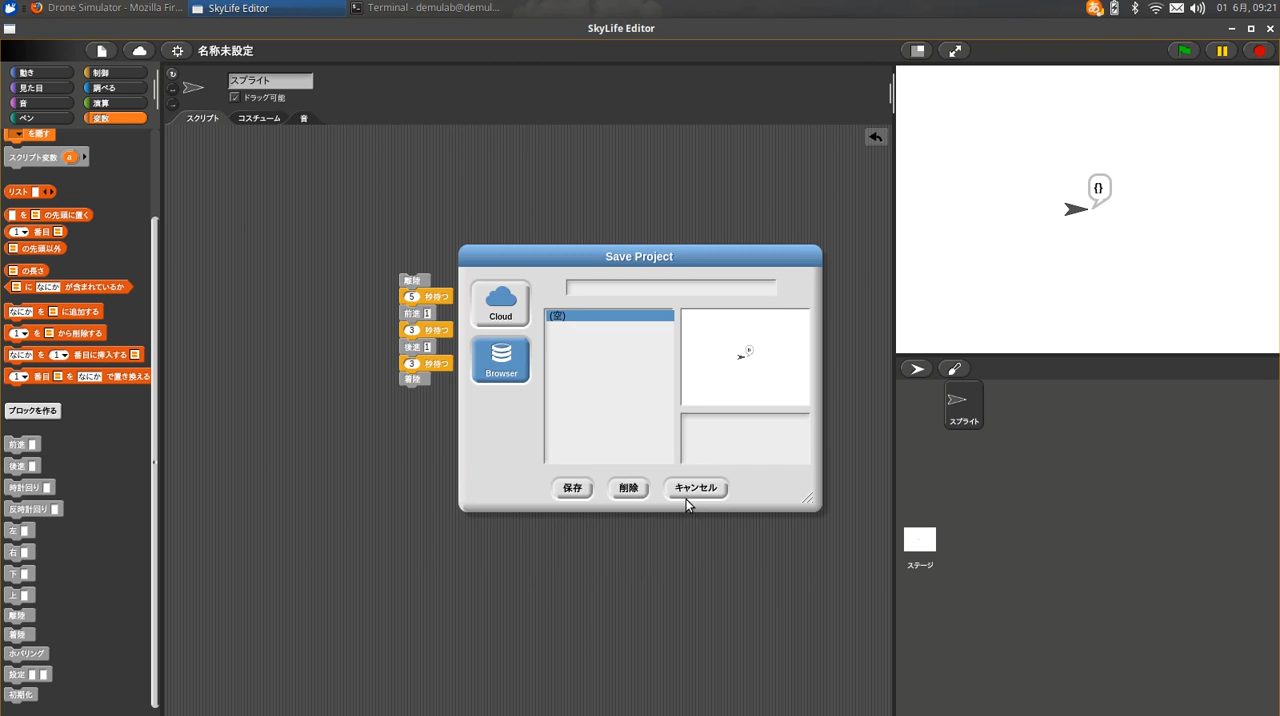 Drone Simulator - Mozilla Fir...
SkyLife Editor
Terminal - demulab@demul...
あ
01 6月, 09:21
SkyLife Editor
名称未設定
動き
制御
見た目
調べる
音
演算
ペン
変数
スプライト
ドラッグ可能
スクリプト
コスチューム
音
を隠す
スクリプト変数 a
リスト
を の先頭に置く
1 番目
の先頭以外
の長さ
に なにか が含まれているか
なにか を に追加する
1 を から削除する
なにか を 1 番目に挿入する
1 番目 を なにか で置き換える
ブロックを作る
前進
後進
時計回り
反時計回り
左
右
下
上
離陸
着陸
ホバリング
設定
初期化
離陸
5 秒待つ
前進 1
3 秒待つ
後進 1
3 秒待つ
着陸
Save Project
Cloud
Browser
(空)
保存
削除
キャンセル
{}
スプライト
ステージ